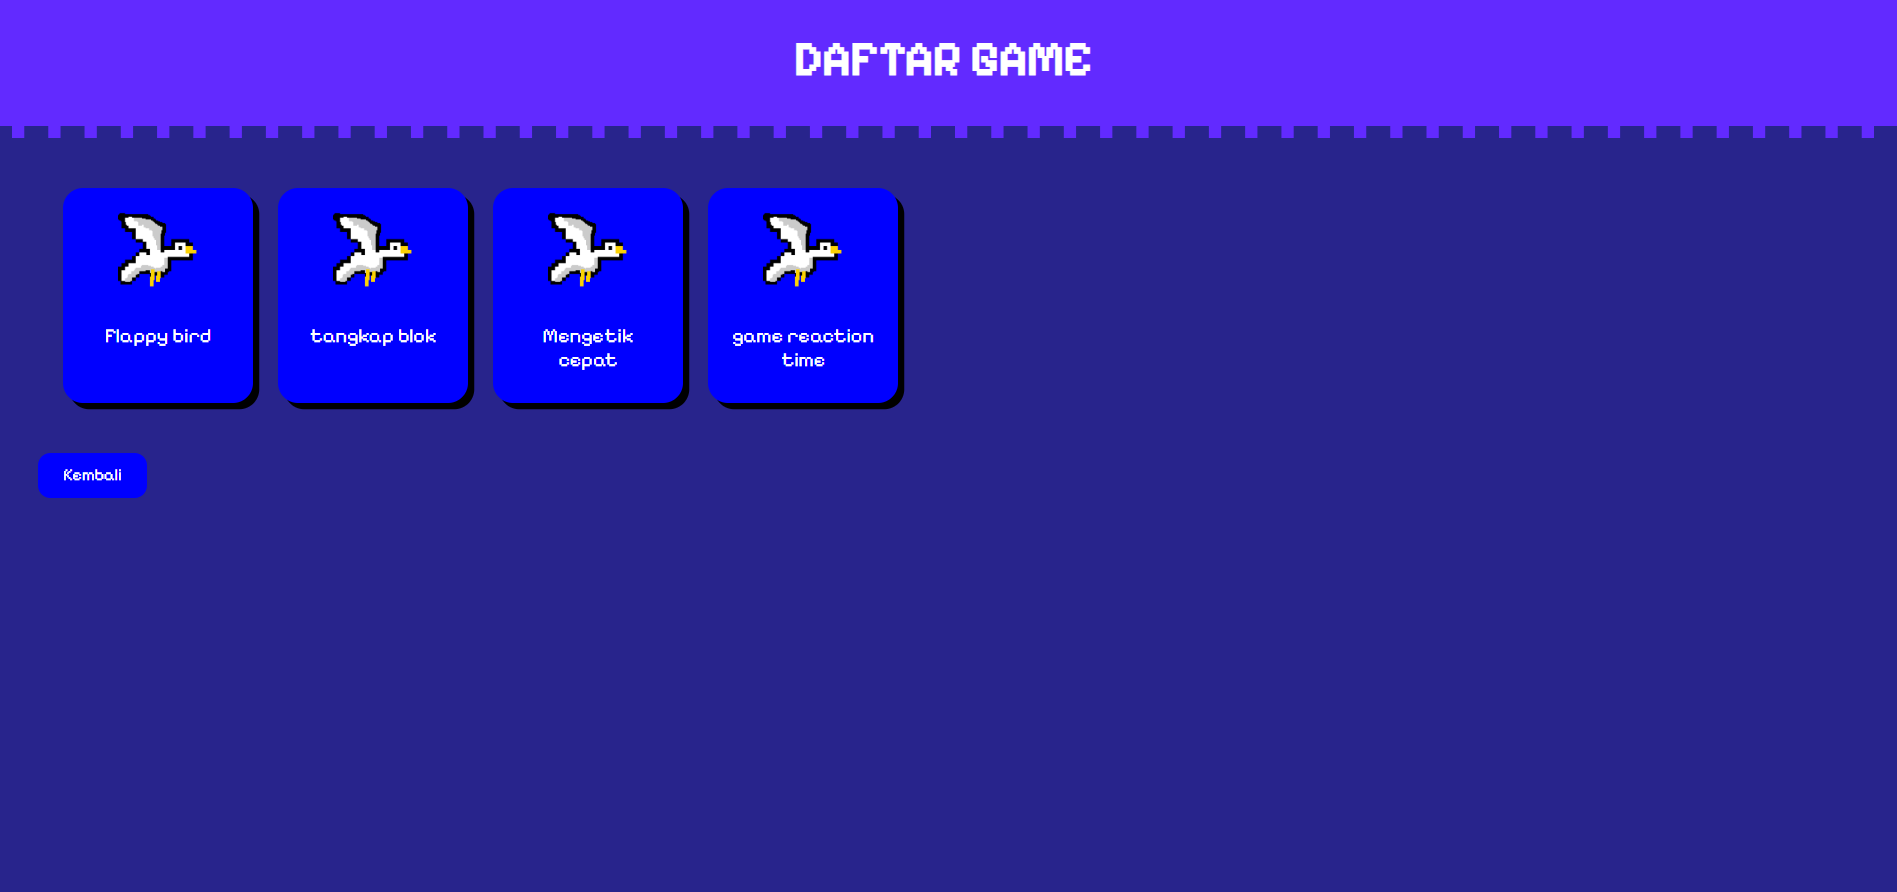 DAFTAR GAME
Flappy bird
tangkap blok
Mengetik
cepat
game reaction
time
Kembali